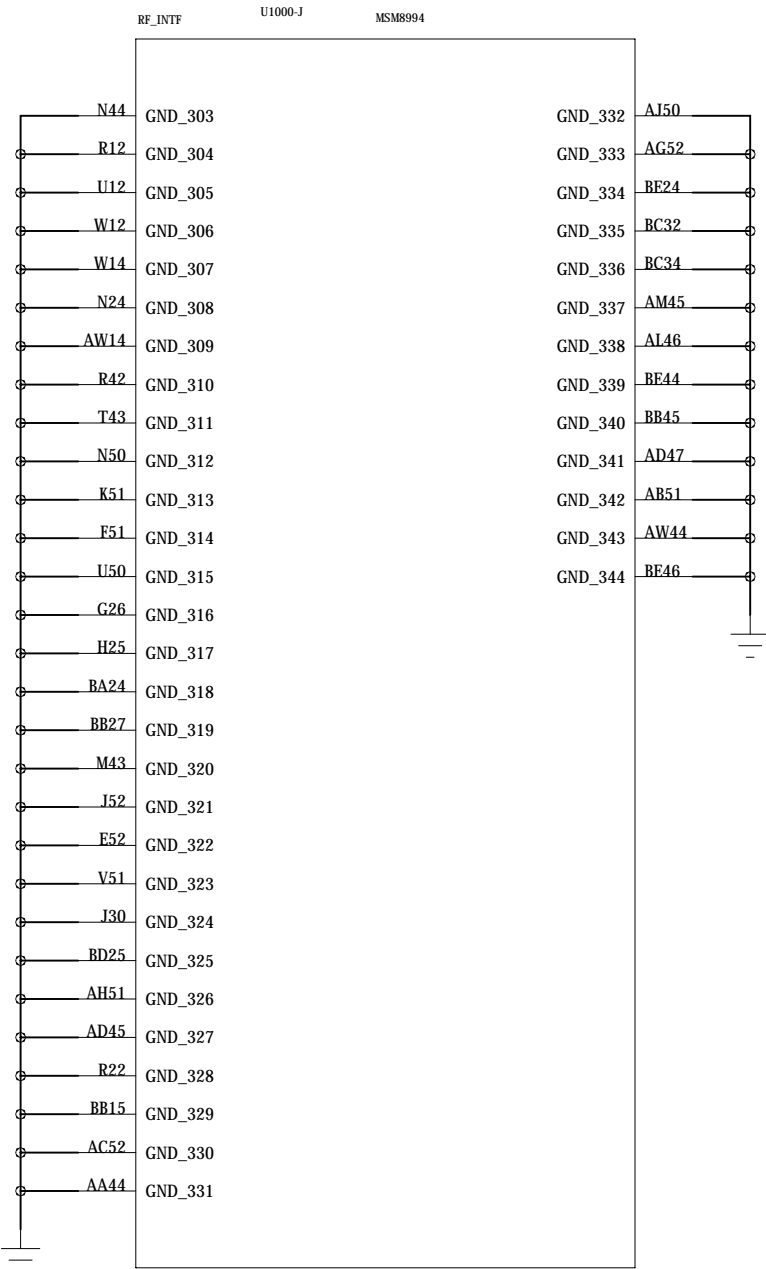 RF_INTF U1000-J MSM8994
N44 GND_303 GND_332 AJ50
R12 GND_304 GND_333 AG52
U12 GND_305 GND_334 BE24
W12 GND_306 GND_335 BC32
W14 GND_307 GND_336 BC34
N24 GND_308 GND_337 AM45
AW14 GND_309 GND_338 AL46
R42 GND_310 GND_339 BE44
T43 GND_311 GND_340 BB45
N50 GND_312 GND_341 AD47
K51 GND_313 GND_342 AB51
F51 GND_314 GND_343 AW44
U50 GND_315 GND_344 BE46
G26 GND_316
H25 GND_317
BA24 GND_318
BB27 GND_319
M43 GND_320
J52 GND_321
E52 GND_322
V51 GND_323
J30 GND_324
BD25 GND_325
AH51 GND_326
AD45 GND_327
R22 GND_328
BB15 GND_329
AC52 GND_330
AA44 GND_331